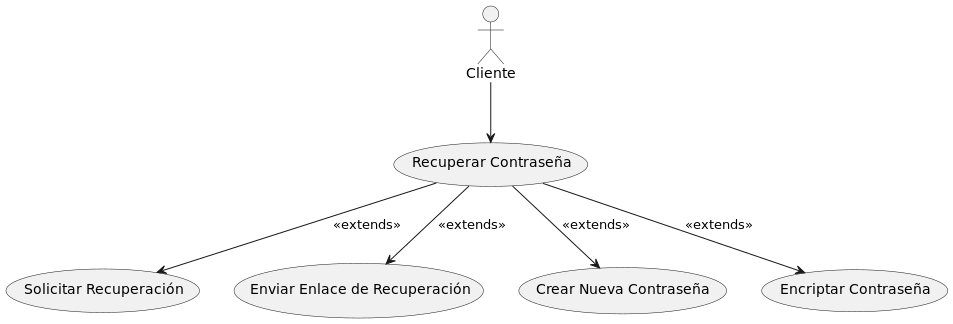 Cliente
Recuperar Contraseña
«extends»
«extends»
«extends»
«extends»
Solicitar Recuperación
Enviar Enlace de Recuperación
Crear Nueva Contraseña
Encriptar Contraseña